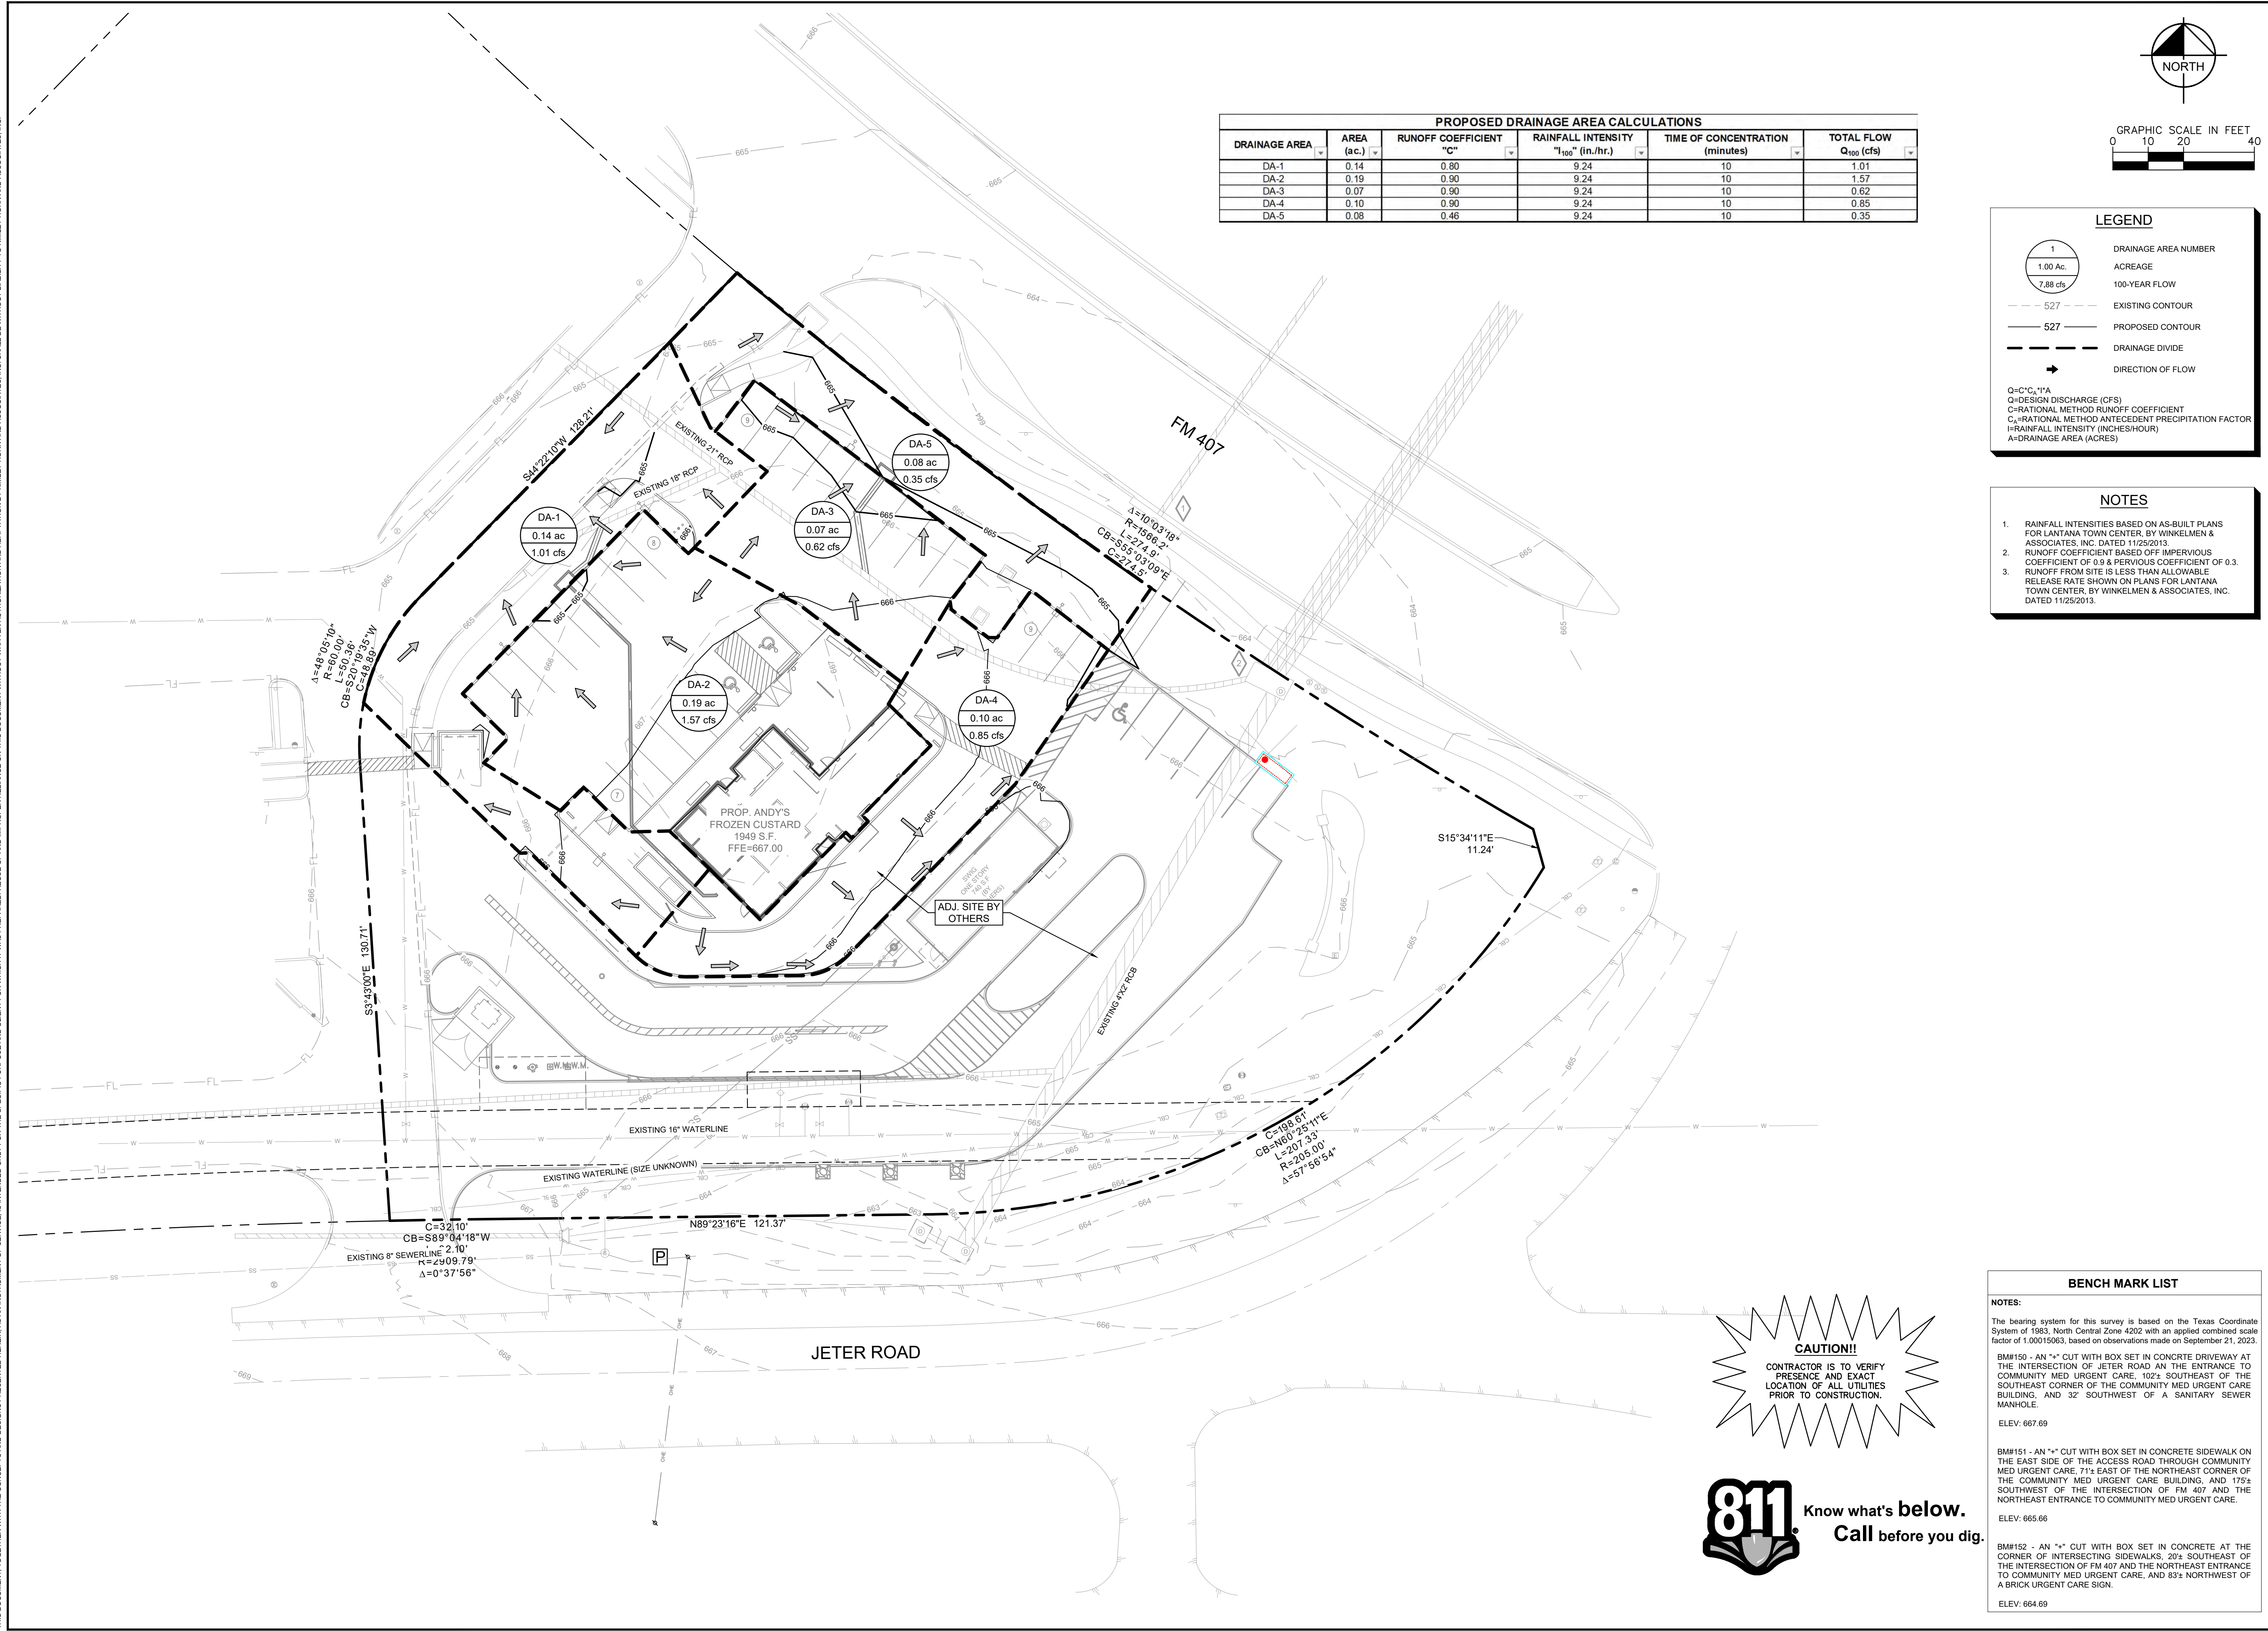 NORTH
GRAPHIC SCALE IN FEET
0 10 20 40
PROPOSED DRAINAGE AREA CALCULATIONS
DRAINAGE AREA AREA (ac.) RUNOFF COEFFICIENT "C" RAINFALL INTENSITY "I100" (in./hr.) TIME OF CONCENTRATION (minutes) TOTAL FLOW Q100 (cfs)
DA-1 0.14 0.80 9.24 10 1.01
DA-2 0.19 0.90 9.24 10 1.57
DA-3 0.07 0.90 9.24 10 0.62
DA-4 0.10 0.90 9.24 10 0.85
DA-5 0.08 0.46 9.24 10 0.35
LEGEND
1 DRAINAGE AREA NUMBER
1.00 Ac. ACREAGE
7.88 cfs 100-YEAR FLOW
527 EXISTING CONTOUR
527 PROPOSED CONTOUR
DRAINAGE DIVIDE
DIRECTION OF FLOW
Q=C*CA*I*A
Q=DESIGN DISCHARGE (CFS)
C=RATIONAL METHOD RUNOFF COEFFICIENT
CA=RATIONAL METHOD ANTECEDENT PRECIPITATION FACTOR
I=RAINFALL INTENSITY (INCHES/HOUR)
A=DRAINAGE AREA (ACRES)
NOTES
1. RAINFALL INTENSITIES BASED ON AS-BUILT PLANS
FOR LANTANA TOWN CENTER, BY WINKELMEN &
ASSOCIATES, INC. DATED 11/25/2013.
2. RUNOFF COEFFICIENT BASED OFF IMPERVIOUS
COEFFICIENT OF 0.9 & PERVIOUS COEFFICIENT OF 0.3.
3. RUNOFF FROM SITE IS LESS THAN ALLOWABLE
RELEASE RATE SHOWN ON PLANS FOR LANTANA
TOWN CENTER, BY WINKELMEN & ASSOCIATES, INC.
DATED 11/25/2013.
FM 407
S44°22'10"W 128.21'
EXISTING 21" RCP
EXISTING 18" RCP
DA-5
0.08 ac
0.35 cfs
DA-1
0.14 ac
1.01 cfs
DA-3
0.07 ac
0.62 cfs
Δ=10°03'18"
R=1566.2'
L=274.9'
CB=S55°03'09"E
C=274.5'
Δ=48°05'10"
R=60.00'
L=50.36'
CB=S20°19'35"W
C=48.89'
DA-2
0.19 ac
1.57 cfs
DA-4
0.10 ac
0.85 cfs
PROP. ANDY'S
FROZEN CUSTARD
1949 S.F.
FFE=667.00
SWIG
ONE STORY
740 S.F.
ADJ. SITE BY
OTHERS
S15°34'11"E
11.24'
S3°43'00"E 130.71'
EXISTING 4'X2' RCB
EXISTING 16" WATERLINE
EXISTING WATERLINE (SIZE UNKNOWN)
C=198.61'
CB=N60°25'11"E
L=207.33'
R=205.00'
Δ=57°56'54"
N89°23'16"E 121.37'
C=32.10'
CB=S89°04'18"W
EXISTING 8" SEWERLINE
R=2909.79'
Δ=0°37'56"
P
JETER ROAD
CAUTION!!
CONTRACTOR IS TO VERIFY
PRESENCE AND EXACT
LOCATION OF ALL UTILITIES
PRIOR TO CONSTRUCTION.
811
Know what's below.
Call before you dig.
BENCH MARK LIST
NOTES:
The bearing system for this survey is based on the Texas Coordinate
System of 1983, North Central Zone 4202 with an applied combined scale
factor of 1.00015063, based on observations made on September 21, 2023.
BM#150 - AN "+" CUT WITH BOX SET IN CONCRTE DRIVEWAY AT
THE INTERSECTION OF JETER ROAD AN THE ENTRANCE TO
COMMUNITY MED URGENT CARE, 102'± SOUTHEAST OF THE
SOUTHEAST CORNER OF THE COMMUNITY MED URGENT CARE
BUILDING, AND 32' SOUTHWEST OF A SANITARY SEWER
MANHOLE.
ELEV: 667.69
BM#151 - AN "+" CUT WITH BOX SET IN CONCRETE SIDEWALK ON
THE EAST SIDE OF THE ACCESS ROAD THROUGH COMMUNITY
MED URGENT CARE, 71'± EAST OF THE NORTHEAST CORNER OF
THE COMMUNITY MED URGENT CARE BUILDING, AND 175'±
SOUTHWEST OF THE INTERSECTION OF FM 407 AND THE
NORTHEAST ENTRANCE TO COMMUNITY MED URGENT CARE.
ELEV: 665.66
BM#152 - AN "+" CUT WITH BOX SET IN CONCRETE AT THE
CORNER OF INTERSECTING SIDEWALKS, 20'± SOUTHEAST OF
THE INTERSECTION OF FM 407 AND THE NORTHEAST ENTRANCE
TO COMMUNITY MED URGENT CARE, AND 83'± NORTHWEST OF
A BRICK URGENT CARE SIGN.
ELEV: 664.69